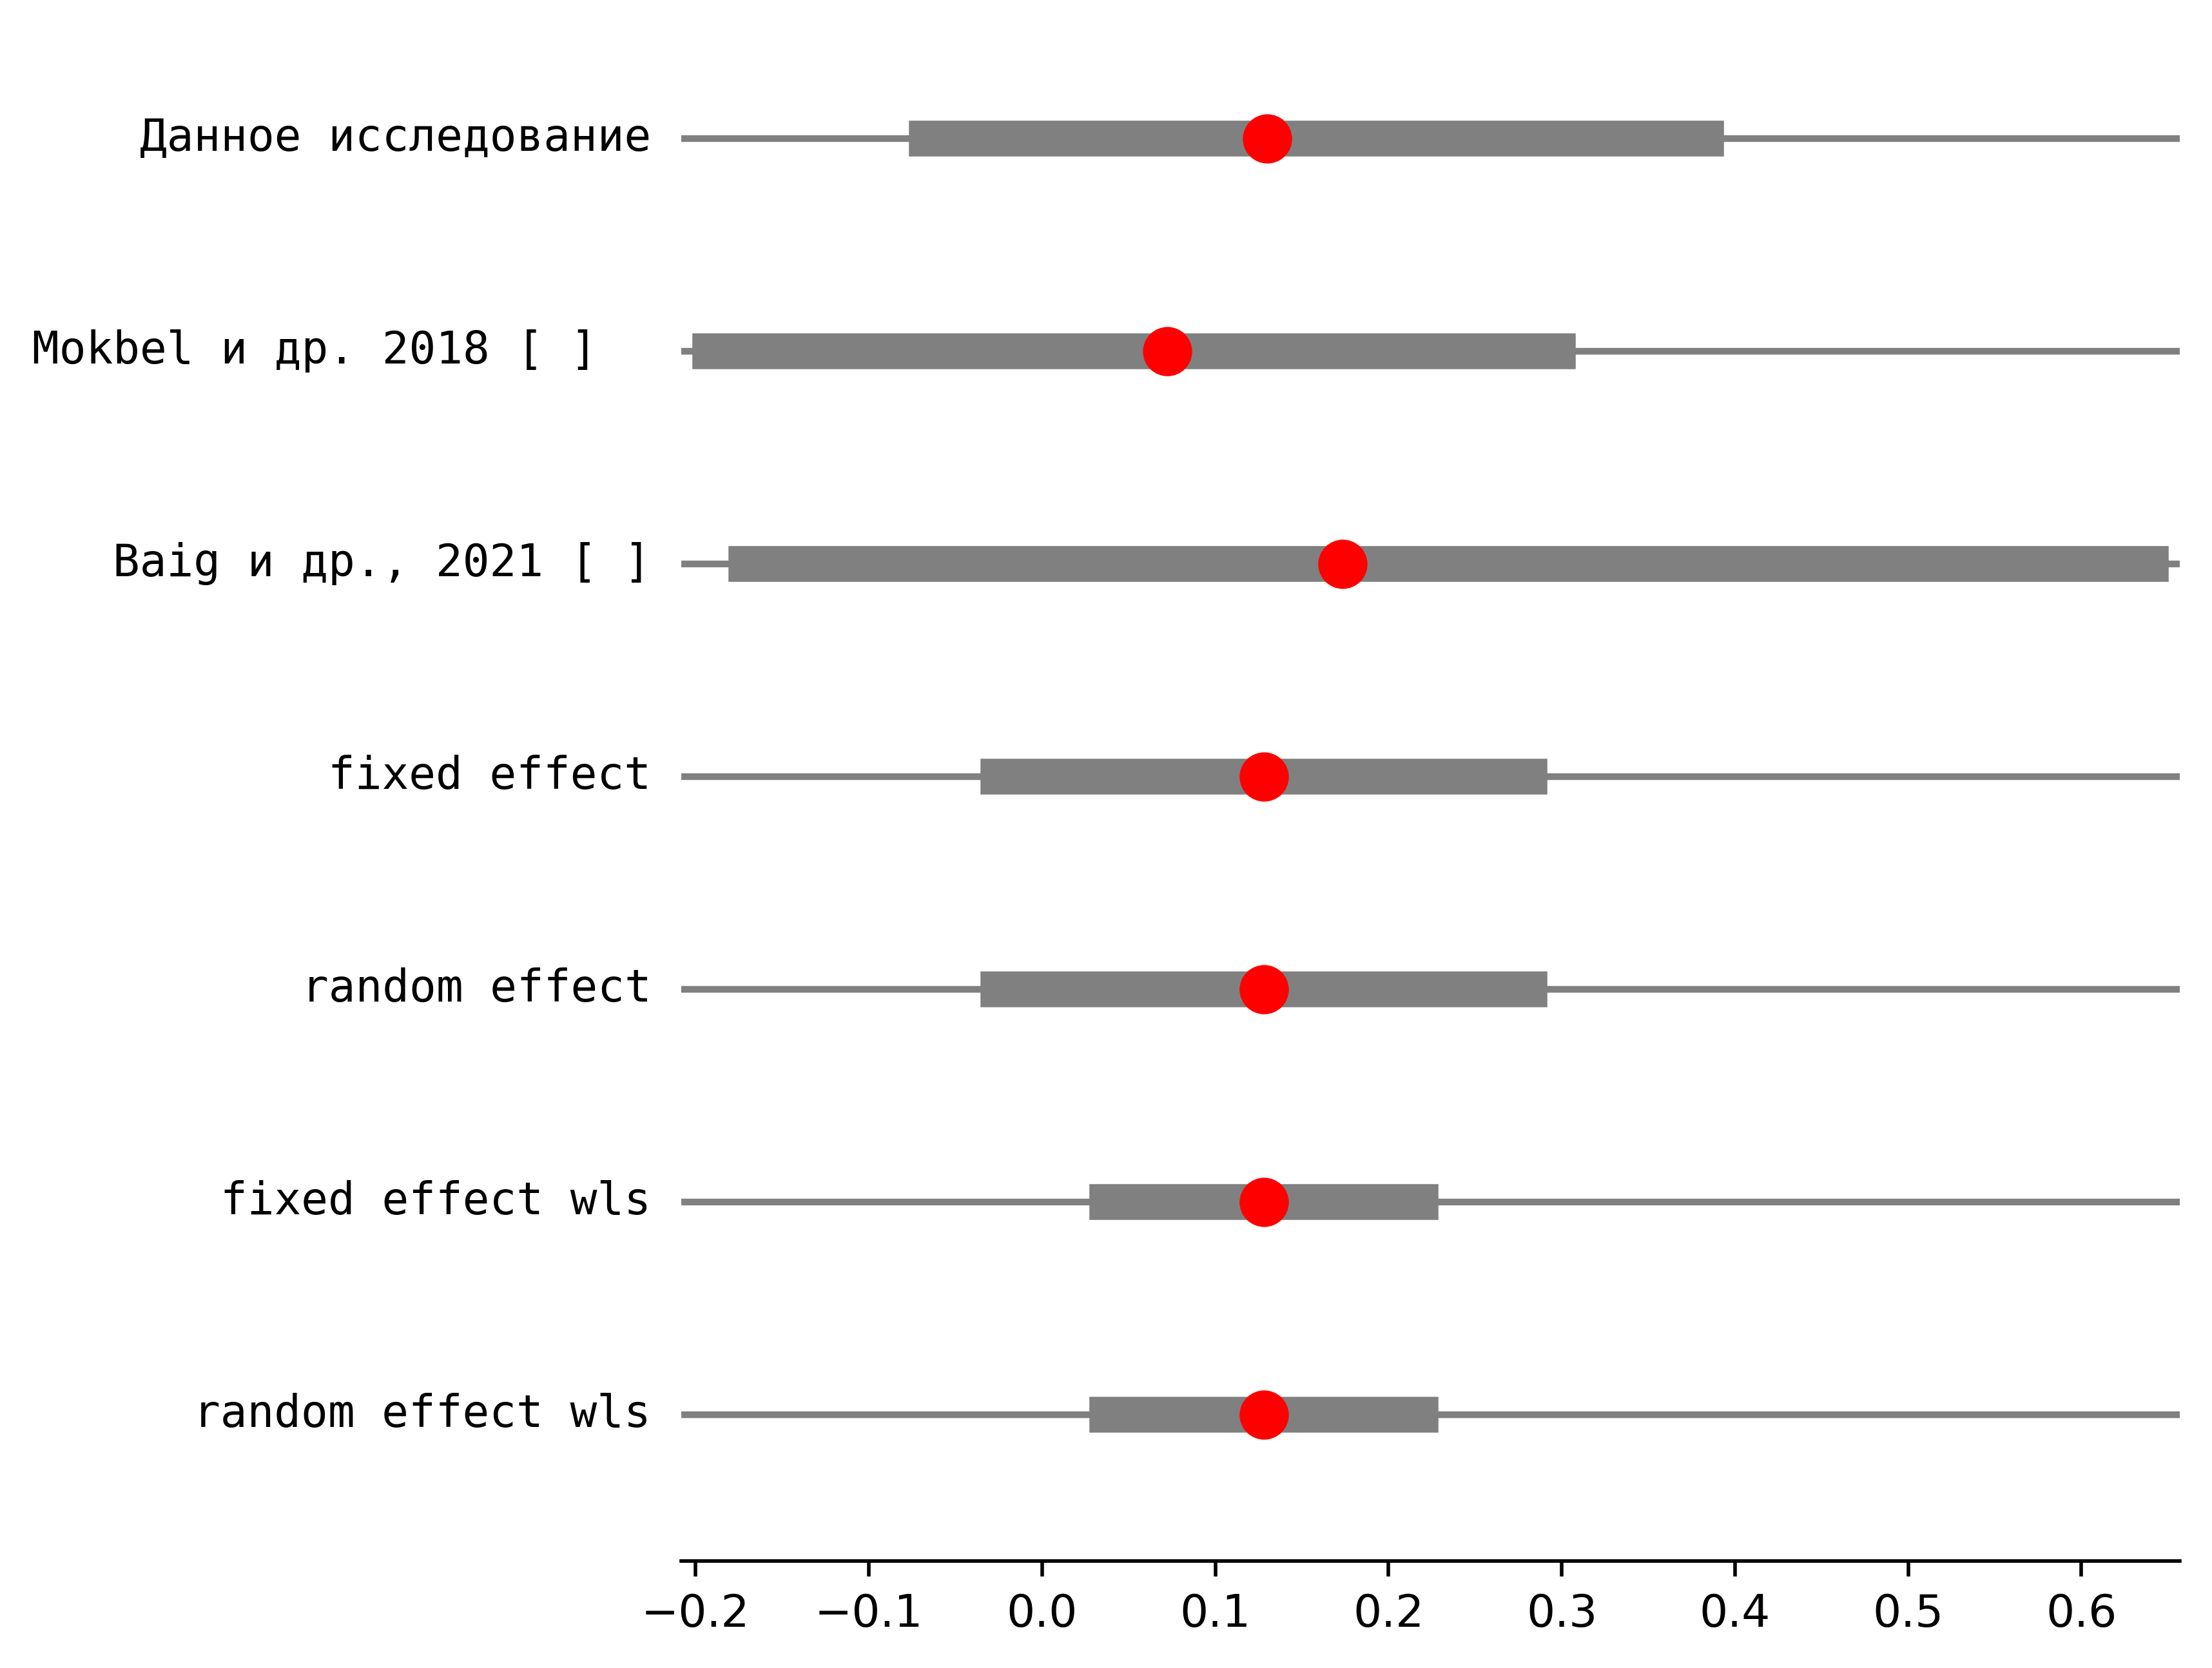 Данное исследование
Mokbel и др. 2018 [ ]
Baig и др., 2021 [ ]
fixed effect
random effect
fixed effect wls
random effect wls
−0.2 −0.1 0.0 0.1 0.2 0.3 0.4 0.5 0.6